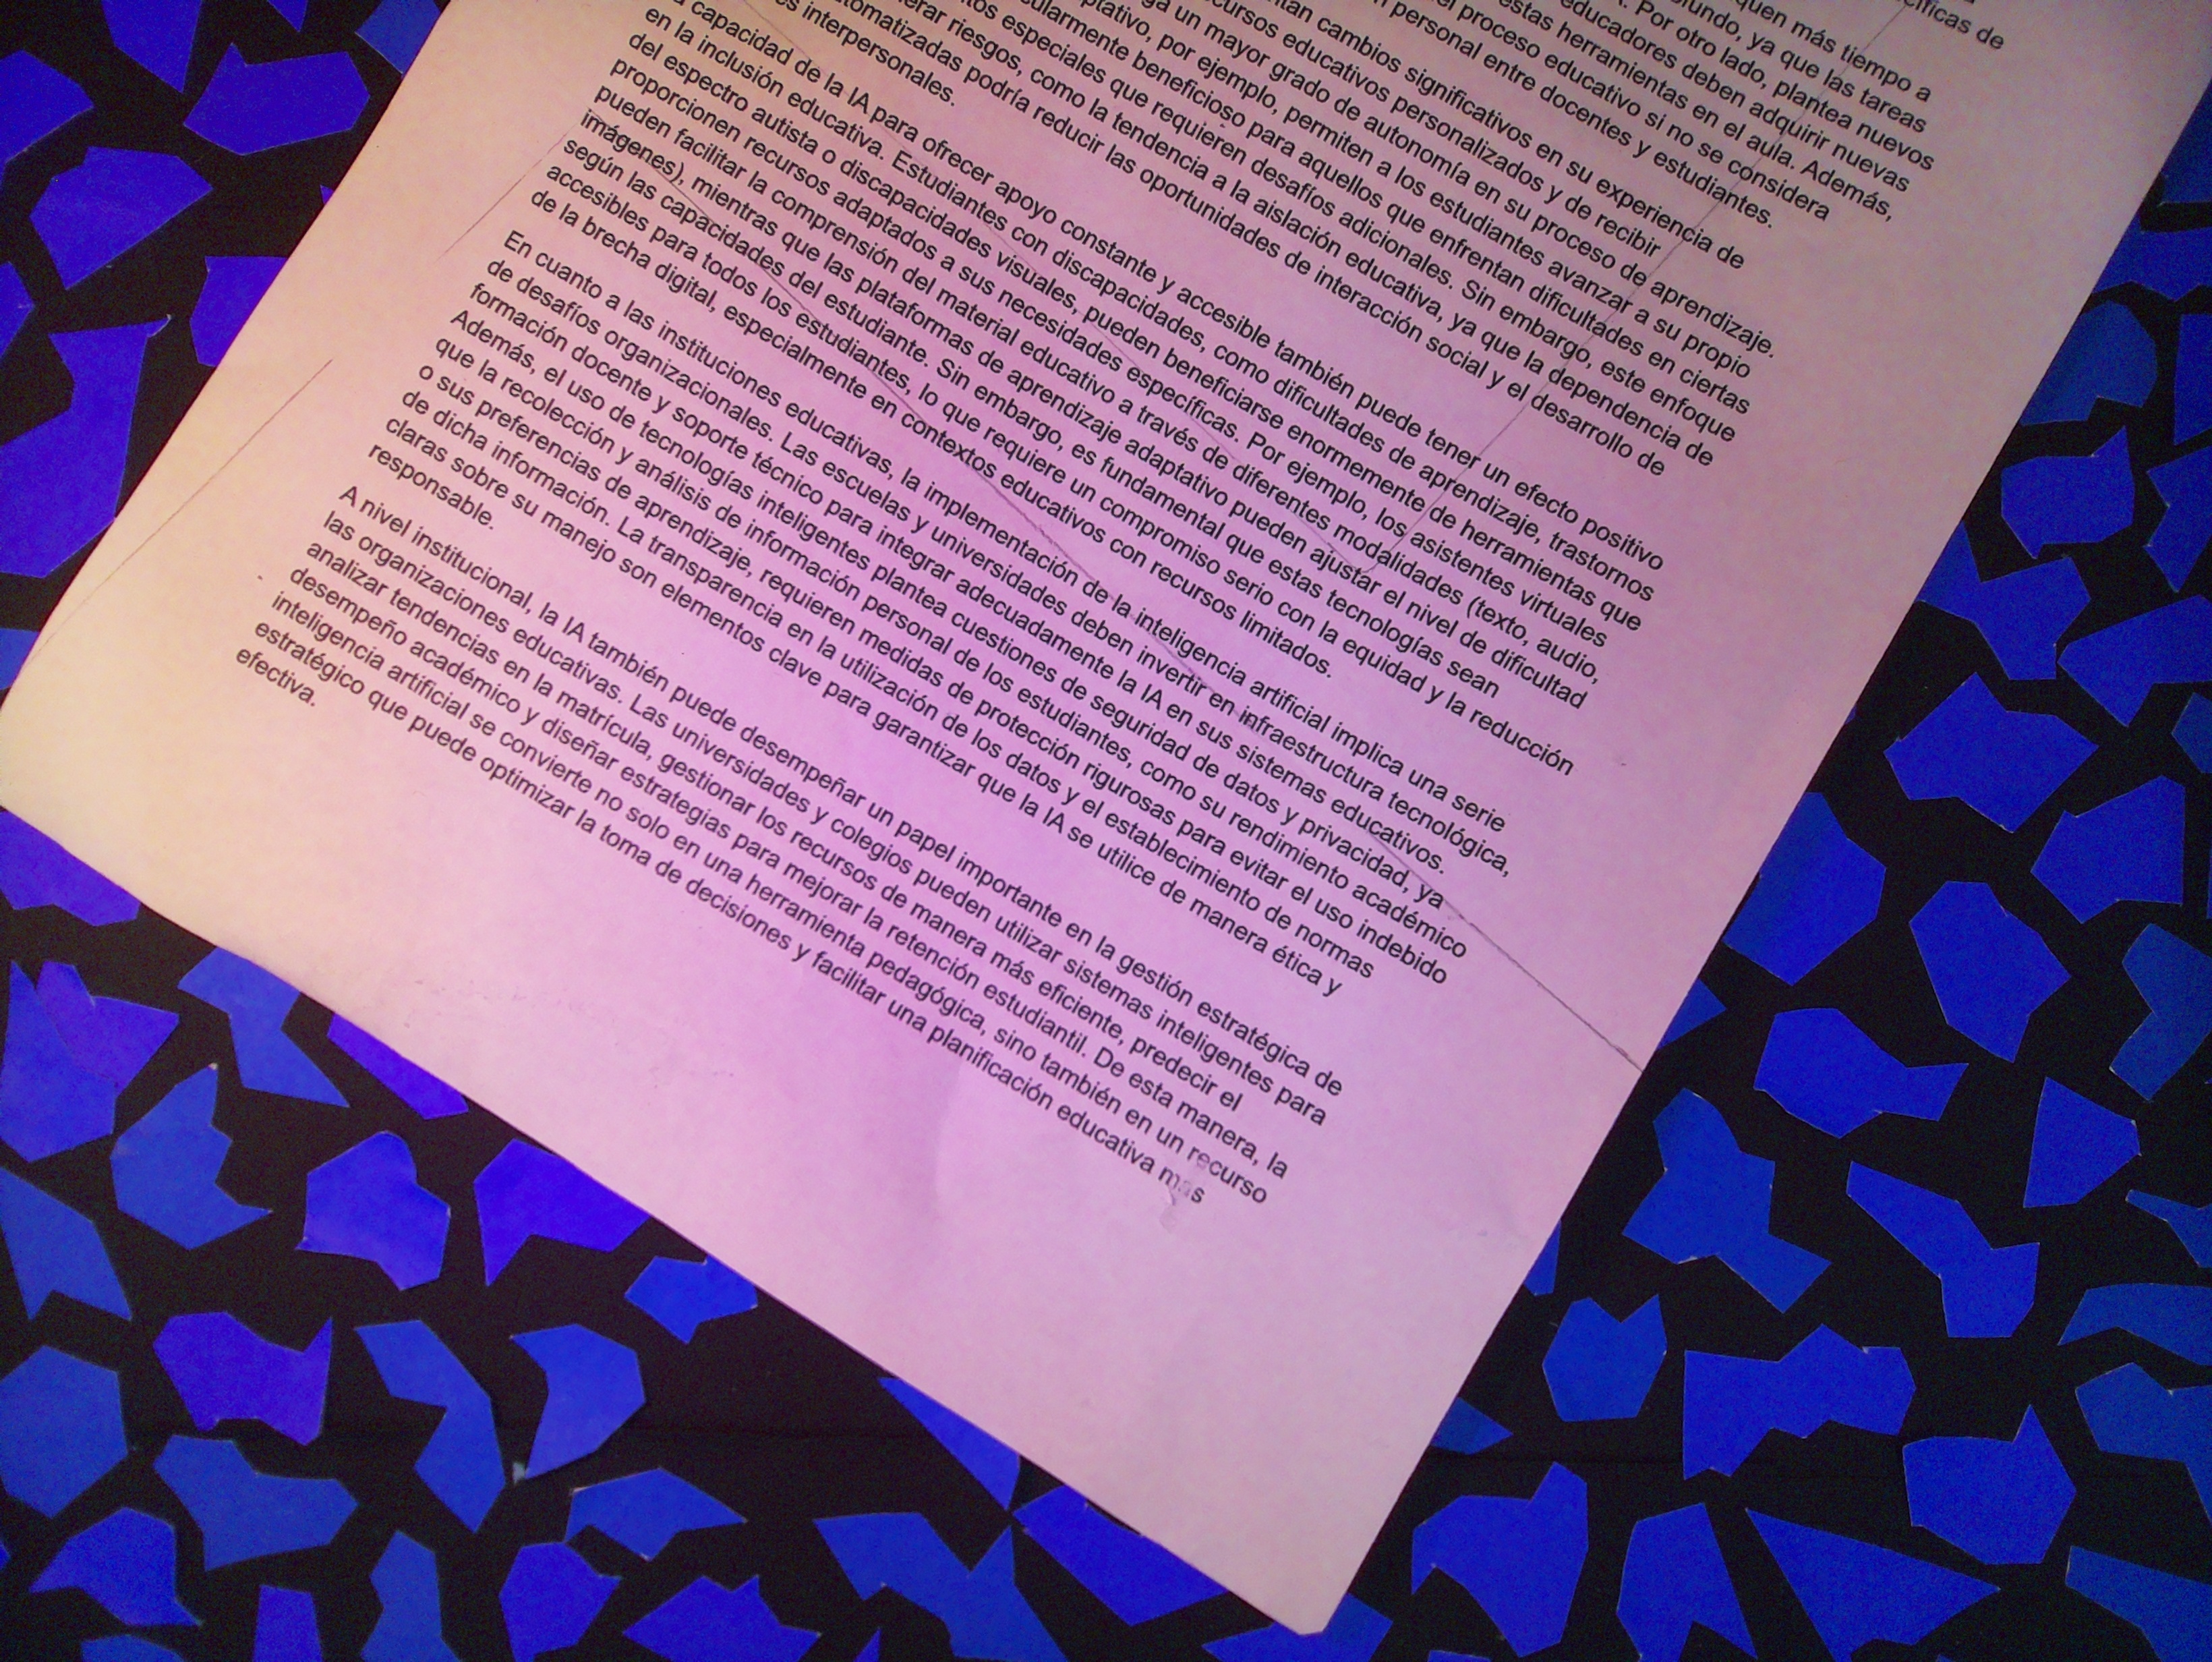 de
más tiempo a
ya que las tareas
Por otro lado, plantea nuevos
educadores deben adquirir nuevas
estas herramientas en el aula. Además,
proceso educativo si no se considera
personal entre docentes y estudiantes.
cambios significativos en su experiencia de
recursos educativos personalizados y de recibir
un mayor grado de autonomía en su proceso de aprendizaje.
por ejemplo, permiten a los estudiantes avanzar a su propio
beneficioso para aquellos que enfrentan dificultades en ciertas
especiales que requieren desafíos adicionales. Sin embargo, este enfoque
riesgos, como la tendencia a la aislación educativa, ya que la dependencia de
podría reducir las oportunidades de interacción social y el desarrollo de
interpersonales.
capacidad de la IA para ofrecer apoyo constante y accesible también puede tener un efecto positivo
en la inclusión educativa. Estudiantes con discapacidades, como dificultades de aprendizaje, trastornos
del espectro autista o discapacidades visuales, pueden beneficiarse enormemente de herramientas que
proporcionen recursos adaptados a sus necesidades específicas. Por ejemplo, los asistentes virtuales
pueden facilitar la comprensión del material educativo a través de diferentes modalidades (texto, audio,
imágenes), mientras que las plataformas de aprendizaje adaptativo pueden ajustar el nivel de dificultad
según las capacidades del estudiante. Sin embargo, es fundamental que estas tecnologías sean
accesibles para todos los estudiantes, lo que requiere un compromiso serio con la equidad y la reducción
de la brecha digital, especialmente en contextos educativos con recursos limitados.
En cuanto a las instituciones educativas, la implementación de la inteligencia artificial implica una serie
de desafíos organizacionales. Las escuelas y universidades deben invertir en infraestructura tecnológica,
formación docente y soporte técnico para integrar adecuadamente la IA en sus sistemas educativos.
Además, el uso de tecnologías inteligentes plantea cuestiones de seguridad de datos y privacidad, ya
que la recolección y análisis de información personal de los estudiantes, como su rendimiento académico
o sus preferencias de aprendizaje, requieren medidas de protección rigurosas para evitar el uso indebido
de dicha información. La transparencia en la utilización de los datos y el establecimiento de normas
claras sobre su manejo son elementos clave para garantizar que la IA se utilice de manera ética y
responsable.
A nivel institucional, la IA también puede desempeñar un papel importante en la gestión estratégica de
las organizaciones educativas. Las universidades y colegios pueden utilizar sistemas inteligentes para
analizar tendencias en la matrícula, gestionar los recursos de manera más eficiente, predecir el
desempeño académico y diseñar estrategias para mejorar la retención estudiantil. De esta manera, la
inteligencia artificial se convierte no solo en una herramienta pedagógica, sino también en un recurso
estratégico que puede optimizar la toma de decisiones y facilitar una planificación educativa más
efectiva.